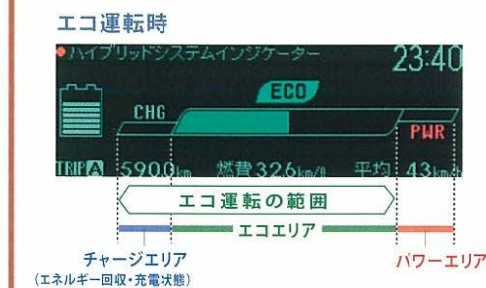 エコ運転時
ハイブリッドシステムインジケーター 23:40
ECO
CHG
PWR
TRIP A 590.0km 燃費 32.6km/ℓ 平均 43km/h
エコ運転の範囲
エコエリア
チャージエリア パワーエリア
(エネルギー回収・充電状態)